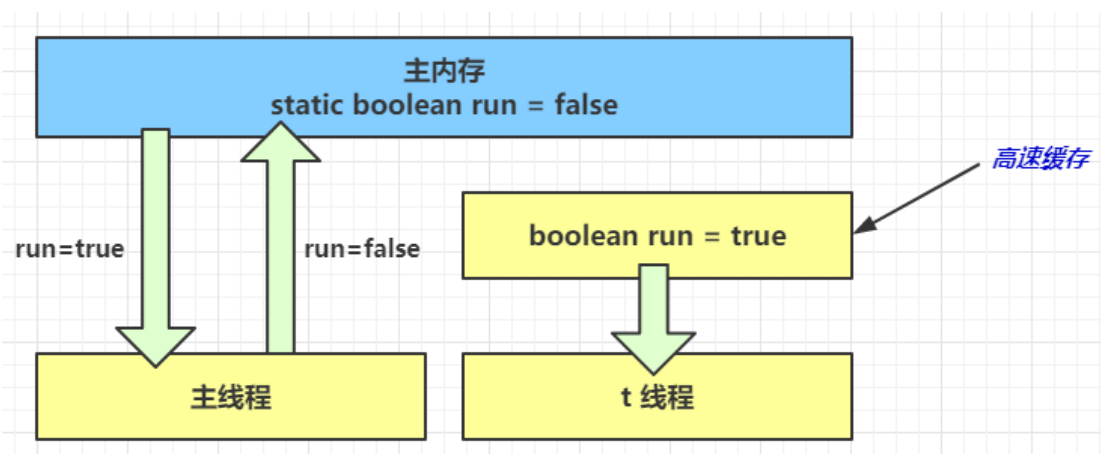 主内存
static boolean run = false
高速缓存
boolean run = true
run=true
run=false
主线程
t 线程